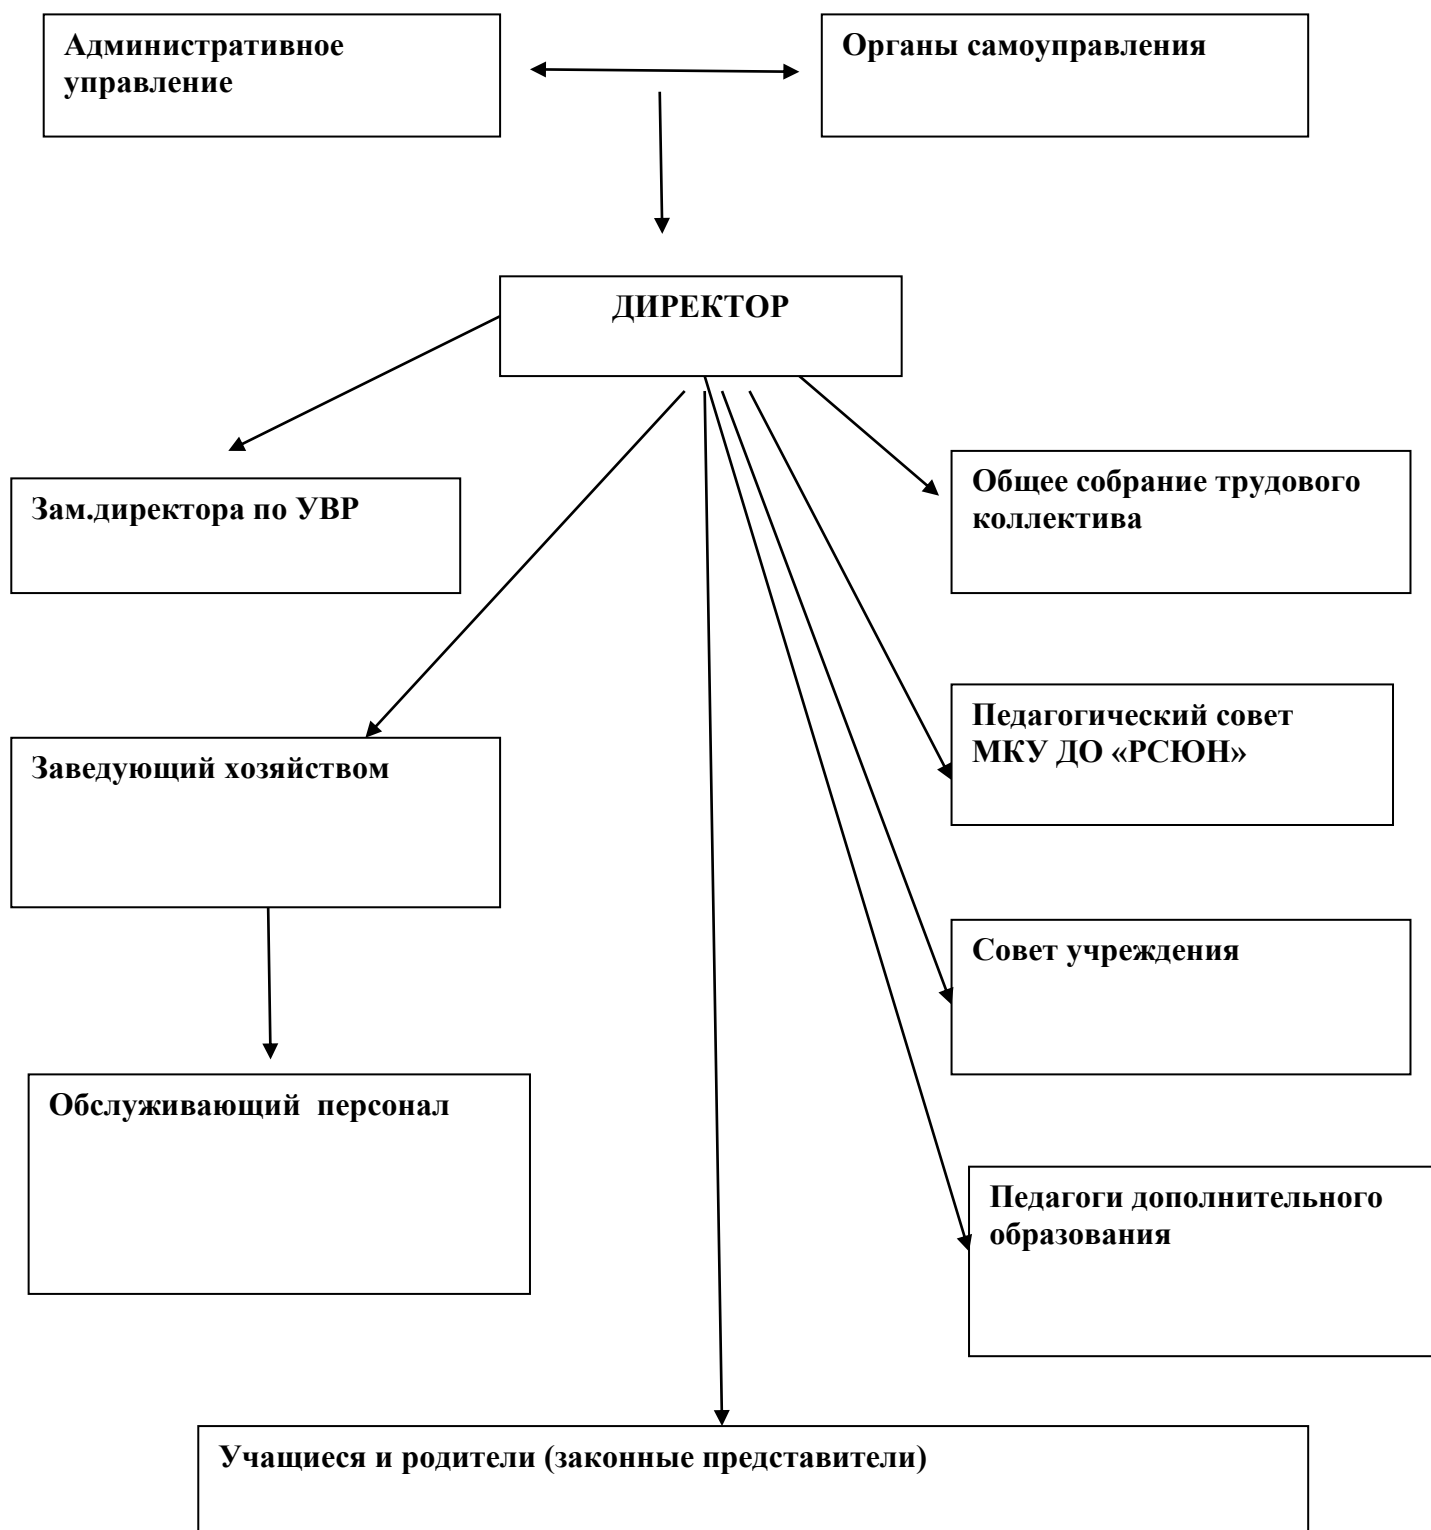 Административное
управление
Органы самоуправления
ДИРЕКТОР
Зам.директора по УВР
Общее собрание трудового
коллектива
Педагогический совет
МКУ ДО «РСЮН»
Заведующий хозяйством
Совет учреждения
Обслуживающий персонал
Педагоги дополнительного
образования
Учащиеся и родители (законные представители)